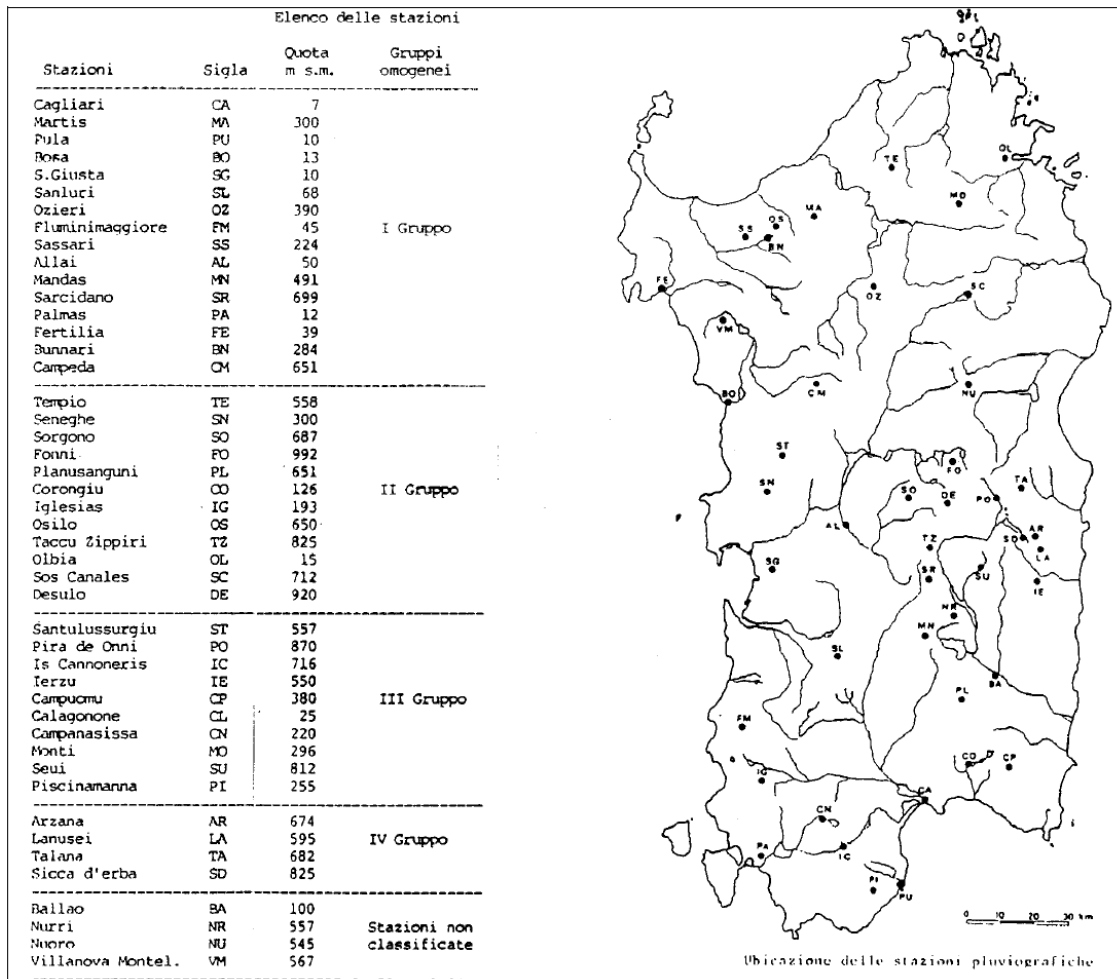 Elenco delle stazioni
Stazioni Sigla Quota m s.m. Gruppi omogenei
Cagliari CA 7
Martis MA 300
Pula PU 10
Bosa BO 13
S.Giusta SG 10
Sanluri SL 68
Ozieri OZ 390
Fluminimaggiore FM 45 I Gruppo
Sassari SS 224
Allai AL 50
Mandas MN 491
Sarcidano SR 699
Palmas PA 12
Fertilia FE 39
Bunnari BN 284
Campeda CM 651
Tempio TE 558
Seneghe SN 300
Sorgono SO 687
Fonni FO 992
Planusanguni PL 651
Corongiu CO 126 II Gruppo
Iglesias IG 193
Osilo OS 650
Taccu Zippiri TZ 825
Olbia OL 15
Sos Canales SC 712
Desulo DE 920
Santulussurgiu ST 557
Pira de Onni PO 870
Is Cannoneris IC 716
Ierzu IE 550
Campuomu CP 380 III Gruppo
Calagonone CL 25
Campanasissa CN 220
Monti MO 296
Seui SU 812
Piscinamanna PI 255
Arzana AR 674
Lanusei LA 595 IV Gruppo
Talana TA 682
Sicca d'erba SD 825
Ballao BA 100
Nurri NR 557 Stazioni non
Nuoro NU 545 classificate
Villanova Montel. VM 567
OL
TE
MO
MA
OS
SS
BN
FE
OZ
SC
VM
BO
CM
NU
ST
FO
SN
SO
DE
PO
TA
AL
TZ
SD
AR
LA
SG
SR
SU
IE
NR
MN
SL
BA
PL
FM
CO
CP
IG
CA
CN
PA
IC
PI
PU
0 10 20 30 km
Ubicazione delle stazioni pluviografiche